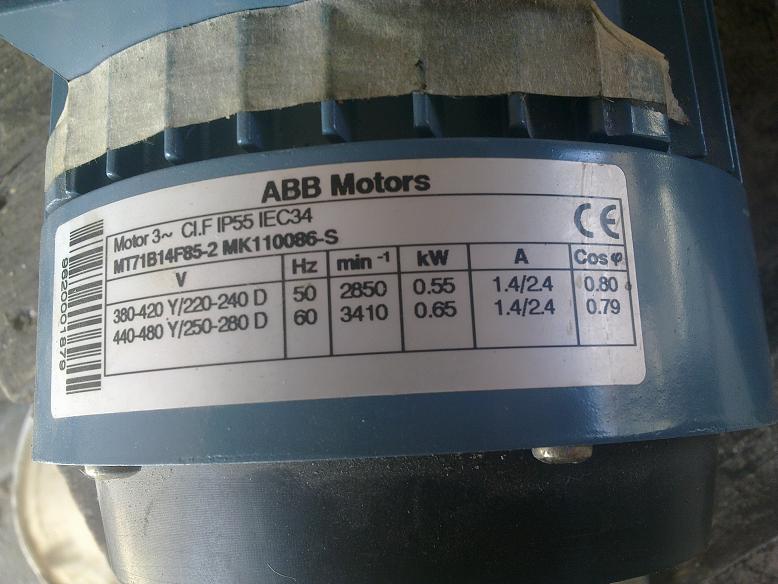 ABB Motors
Motor 3~ Cl.F IP55 IEC34
CE
MT71B14F85-2 MK110086-S
V Hz min -1 kW A Cos φ
380-420 Y/220-240 D 50 2850 0.55 1.4/2.4 0.80
440-480 Y/250-280 D 60 3410 0.65 1.4/2.4 0.79
9620001879